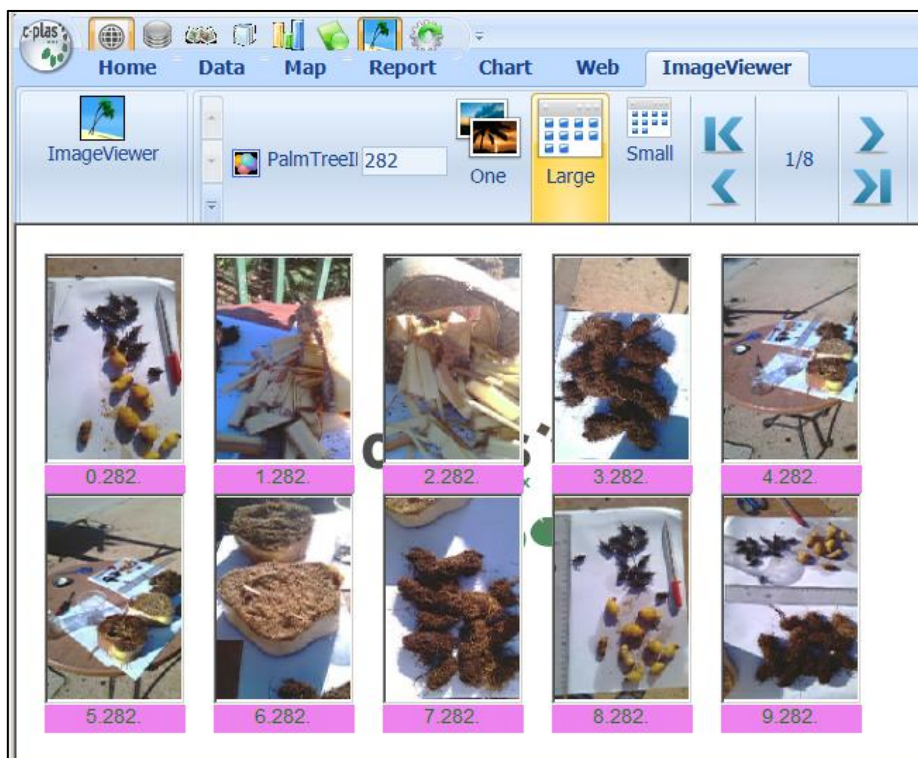 c-plas
Home Data Map Report Chart Web ImageViewer
ImageViewer
PalmTreeI
282
One
Large
Small
1/8
0.282. 1.282. 2.282. 3.282. 4.282.
5.282. 6.282. 7.282. 8.282. 9.282.